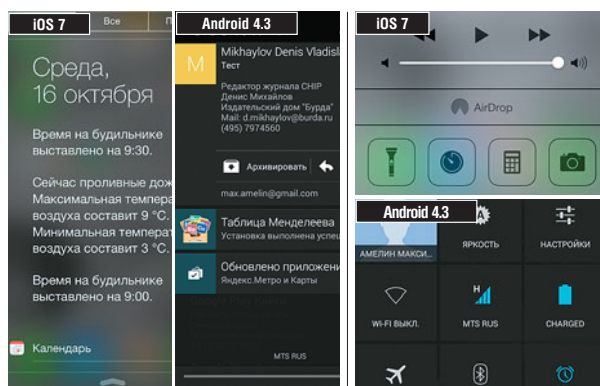 iOS 7
Все
Среда,
16 октября
Время на будильнике
выставлено на 9:30.
Сейчас проливные дож
Максимальная темпера
воздуха составит 9 °C.
Минимальная температ
воздуха составит 3 °C.
Время на будильнике
выставлено на 9:00.
Календарь
Android 4.3
M
Mikhaylov Denis Vladisla
Тест
Редактор журнала CHIP
Денис Михайлов
Издательский дом "Бурда"
Mail: d.mikhaylov@burda.ru
(495) 7974560
Архивировать
max.amelin@gmail.com
Таблица Менделеева
Установка выполнена успеш
Обновлено приложени
Яндекс.Метро и Карты
MTS RUS
iOS 7
AirDrop
Android 4.3
АМЕЛИН МАКСИ...
ЯРКОСТЬ
НАСТРОЙКИ
WI-FI ВЫКЛ.
H
MTS RUS
CHARGED